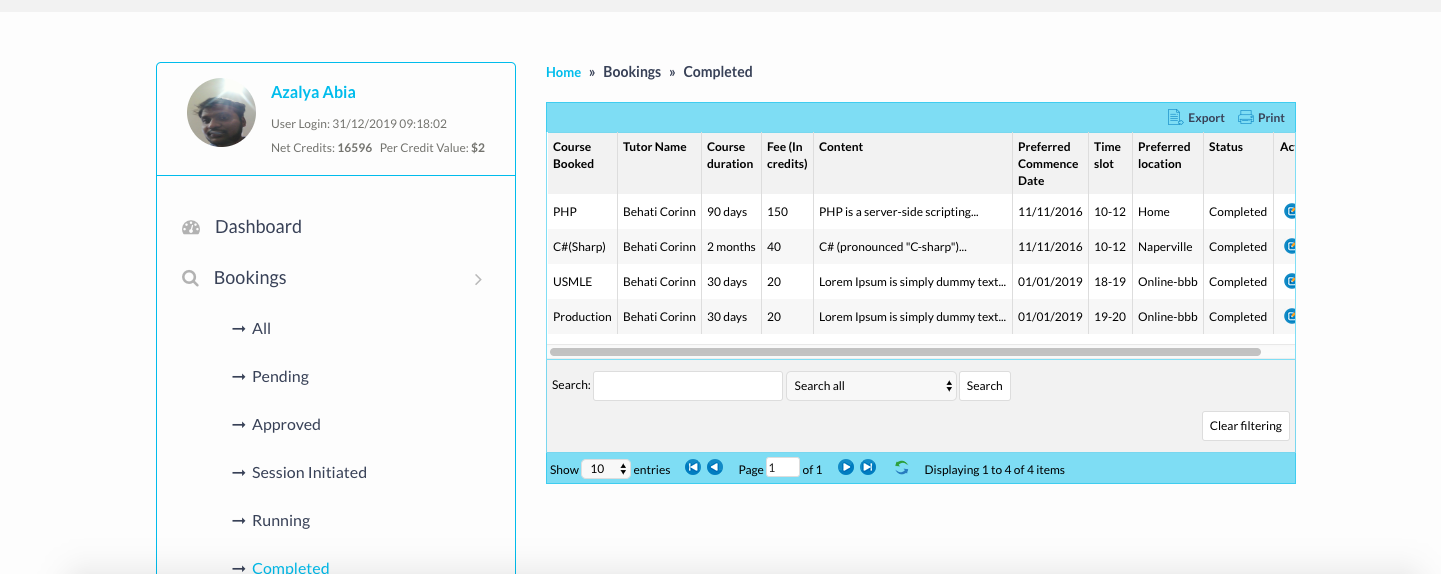 Azalya Abia
User Login: 31/12/2019 09:18:02
Net Credits: 16596 Per Credit Value: $2
Dashboard
Bookings
All
Pending
Approved
Session Initiated
Running
Completed
Home » Bookings » Completed
Export Print
Course Booked Tutor Name Course duration Fee (In credits) Content Preferred Commence Date Time slot Preferred location Status Ac
PHP Behati Corinn 90 days 150 PHP is a server-side scripting... 11/11/2016 10-12 Home Completed
C#(Sharp) Behati Corinn 2 months 40 C# (pronounced "C-sharp")... 11/11/2016 10-12 Naperville Completed
USMLE Behati Corinn 30 days 20 Lorem Ipsum is simply dummy text... 01/01/2019 18-19 Online-bbb Completed
Production Behati Corinn 30 days 20 Lorem Ipsum is simply dummy text... 01/01/2019 19-20 Online-bbb Completed
Search: Search all Search
Clear filtering
Show 10 entries Page 1 of 1 Displaying 1 to 4 of 4 items